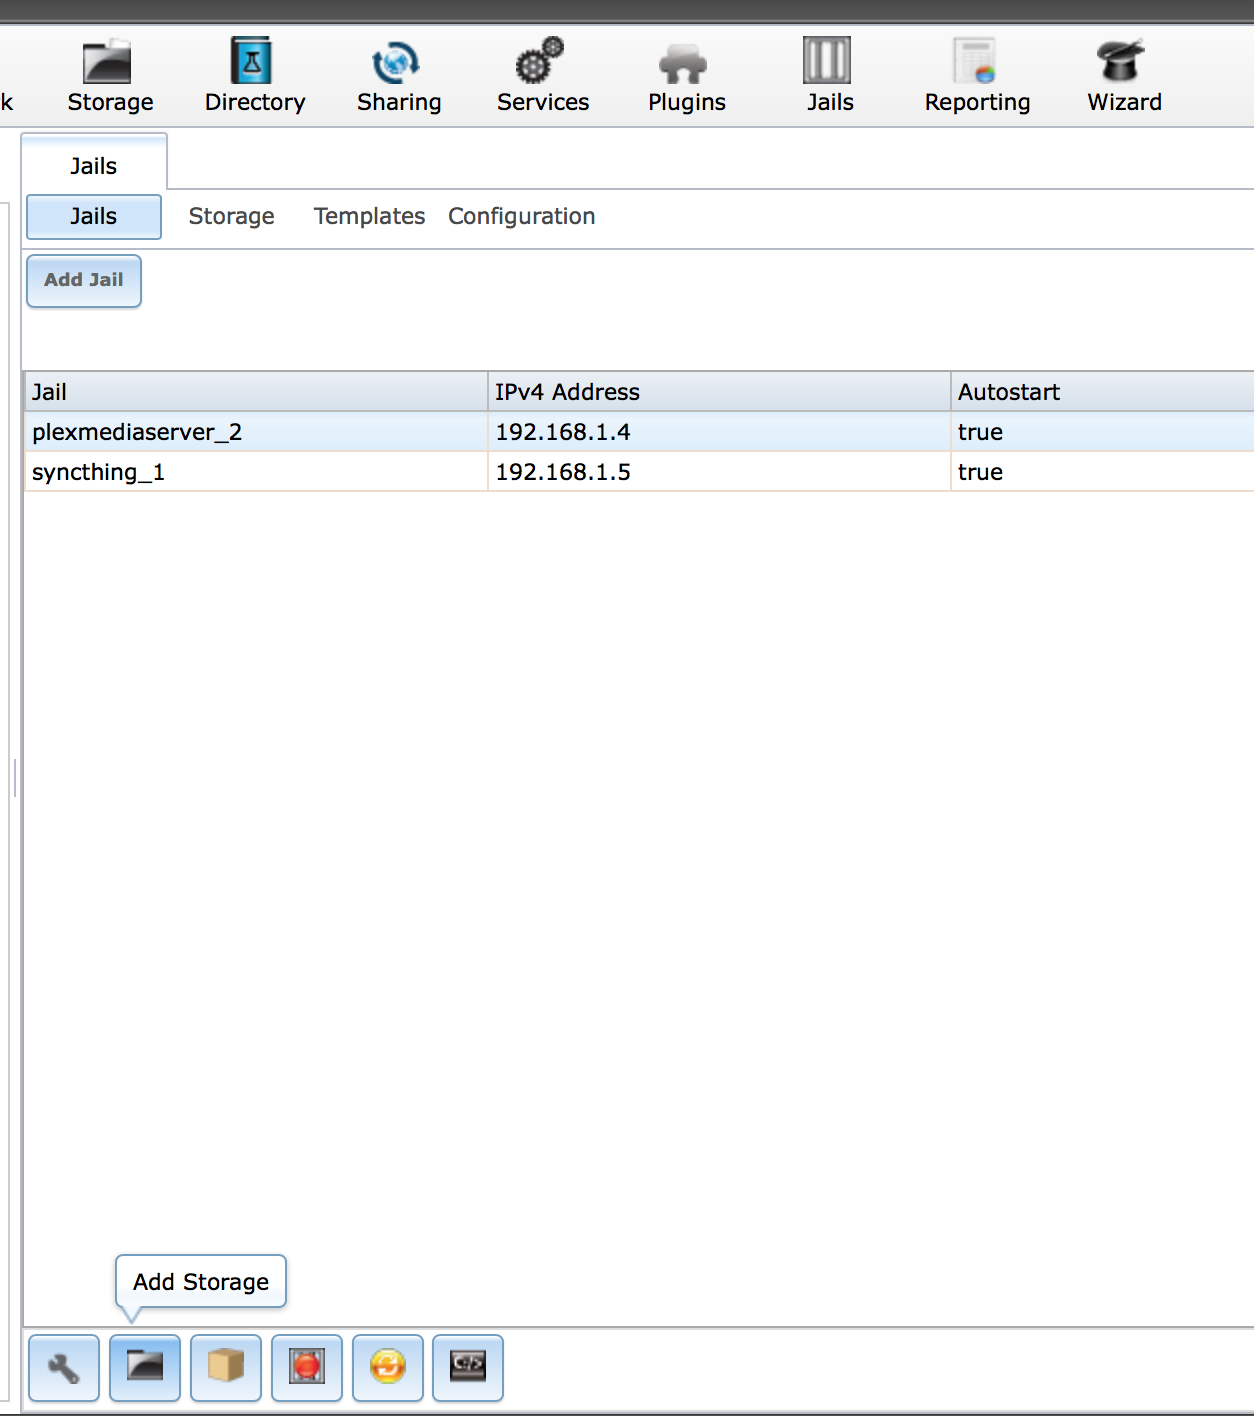 k Storage Directory Sharing Services Plugins Jails Reporting Wizard
Jails
Jails Storage Templates Configuration
Add Jail
Jail IPv4 Address Autostart
plexmediaserver_2 192.168.1.4 true
syncthing_1 192.168.1.5 true
Add Storage